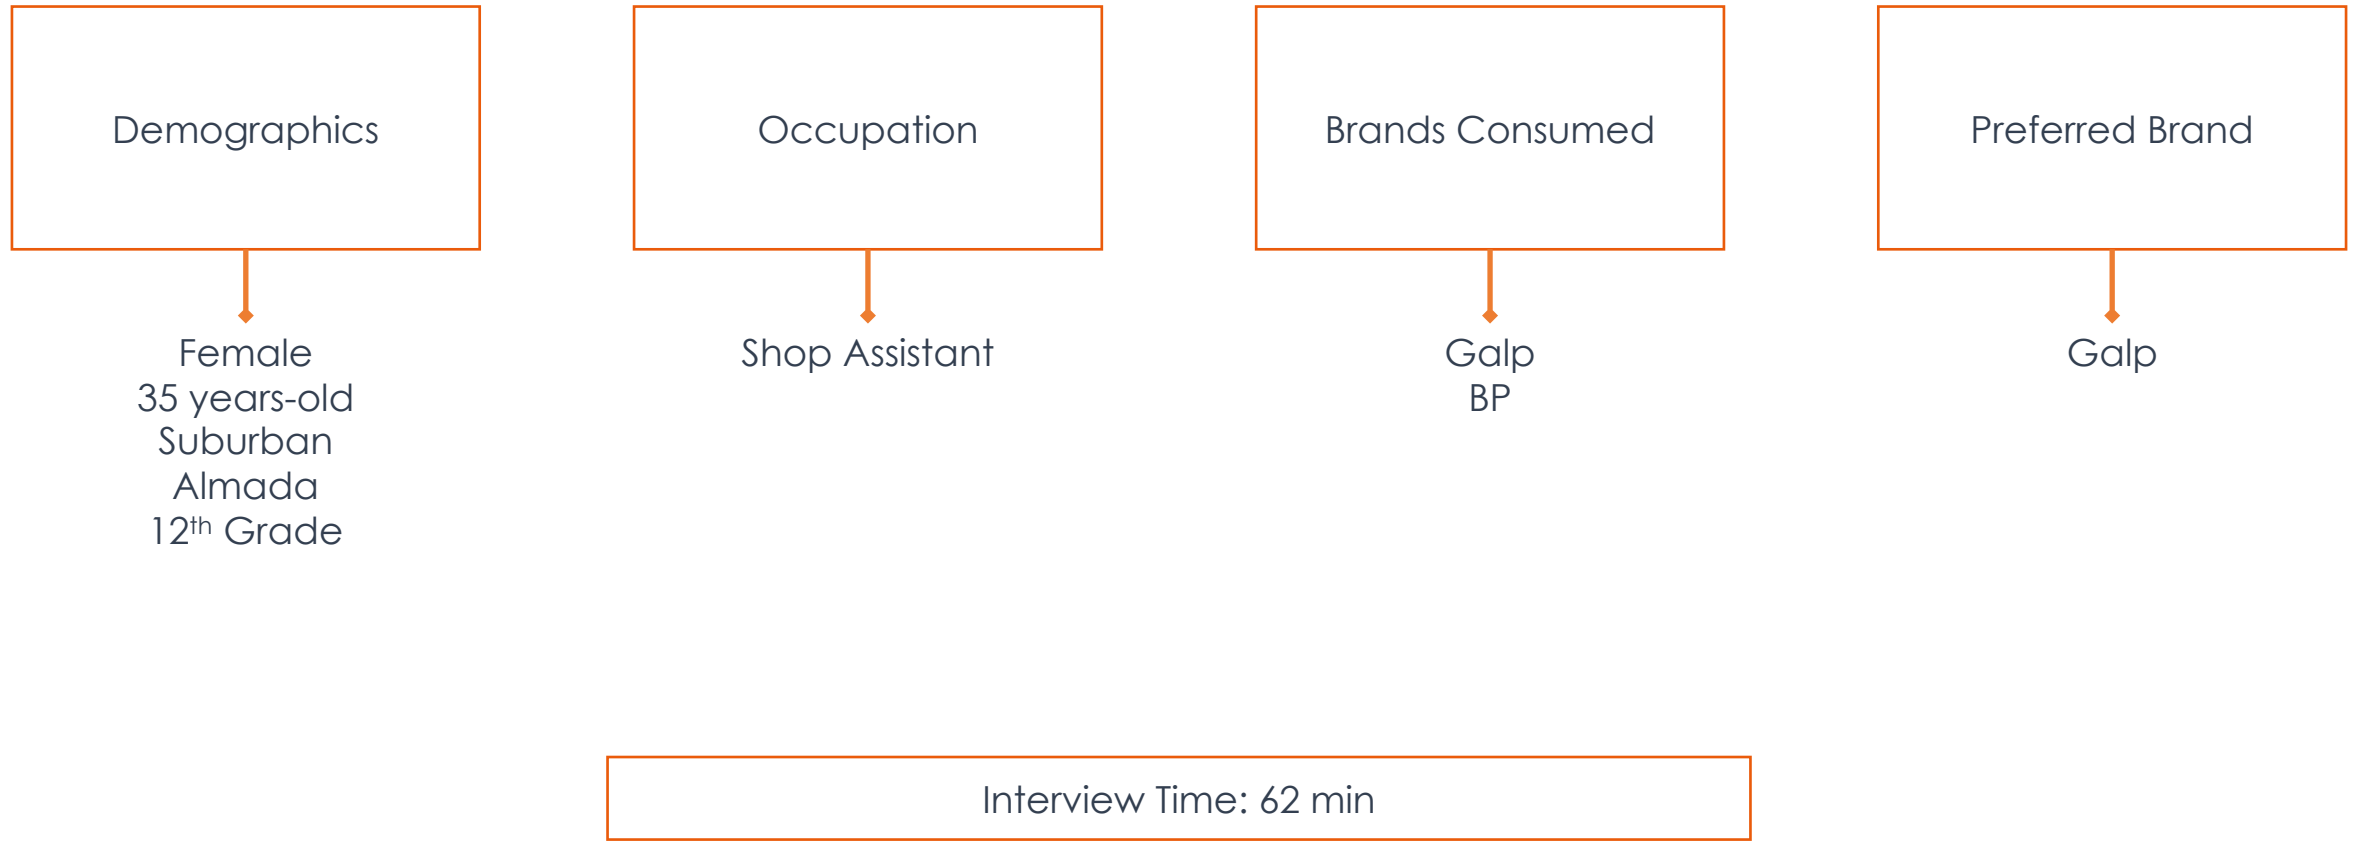 Demographics
Occupation
Brands Consumed
Preferred Brand
Female
35 years-old
Suburban
Almada
12th Grade
Shop Assistant
Galp
BP
Galp
Interview Time: 62 min